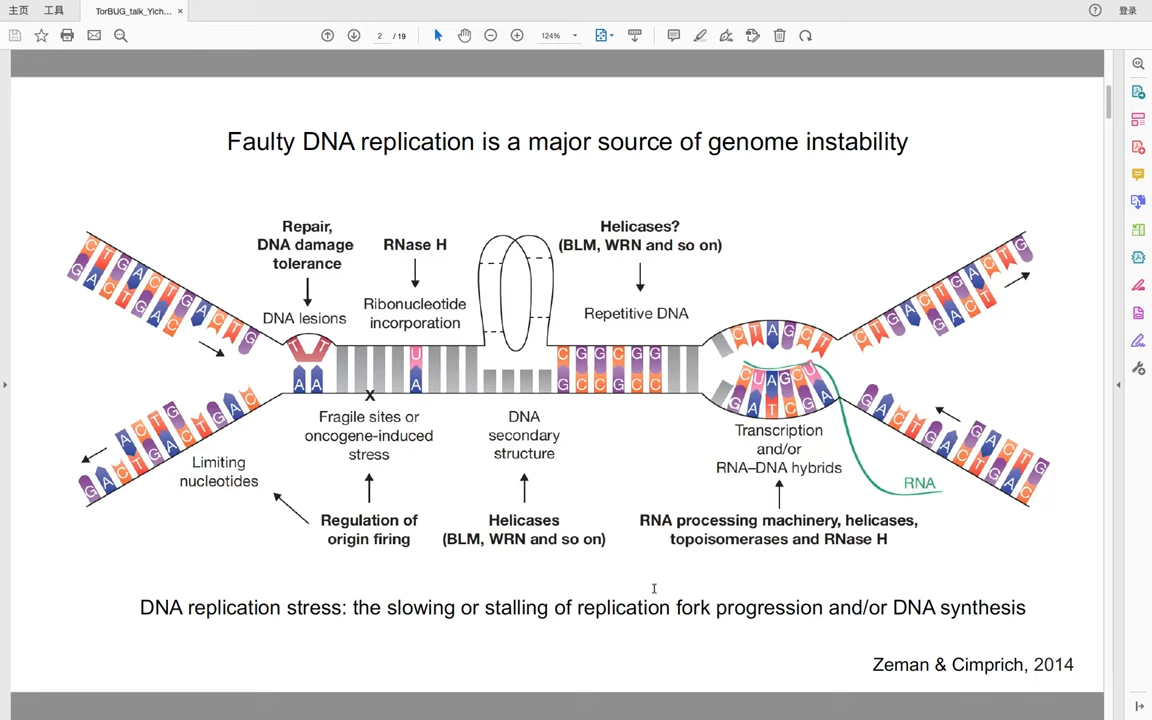 主页 工具 TorBUG_talk_Yich... × 登录
2 / 19 124%
Faulty DNA replication is a major source of genome instability
Repair,
DNA damage
tolerance
DNA lesions
RNase H
Ribonucleotide
incorporation
Helicases?
(BLM, WRN and so on)
Repetitive DNA
T T
A A
U
A
C G G C G G
G C C G C C
C T A G C T
C U A G C U
G A T C G A
X
Fragile sites or
oncogene-induced
stress
DNA
secondary
structure
Transcription
and/or
RNA–DNA hybrids
RNA
Limiting
nucleotides
Regulation of
origin firing
Helicases
(BLM, WRN and so on)
RNA processing machinery, helicases,
topoisomerases and RNase H
DNA replication stress: the slowing or stalling of replication fork progression and/or DNA synthesis
Zeman & Cimprich, 2014